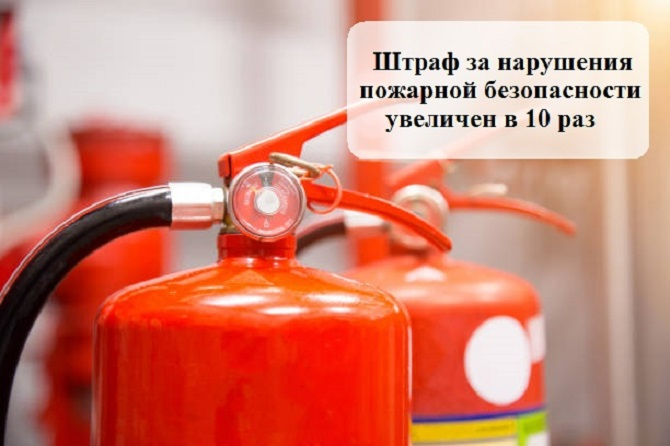 Штраф за нарушения
пожарной безопасности
увеличен в 10 раз